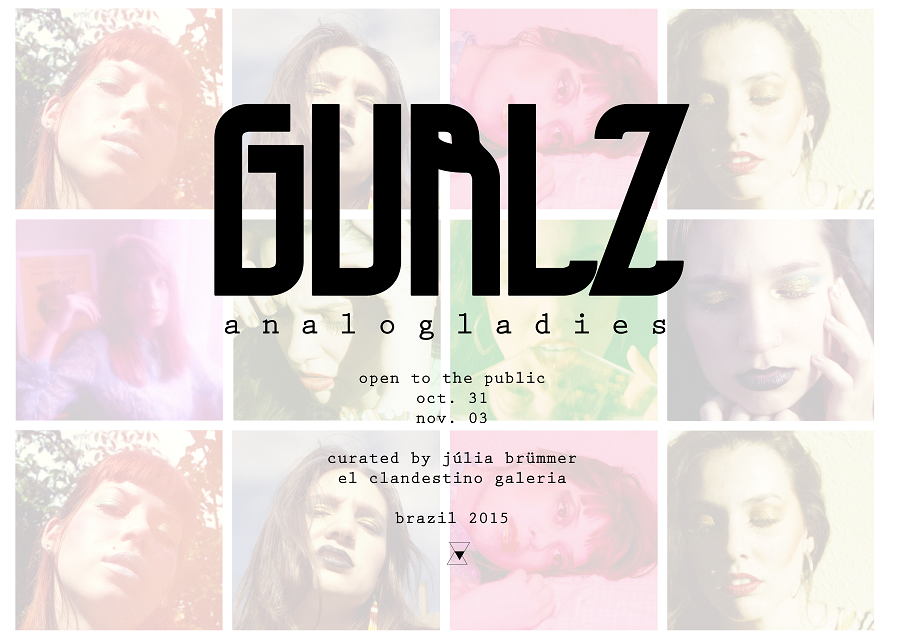 GURLZ
analogladies
open to the public
oct. 31
nov. 03
curated by júlia brümmer
el clandestino galeria
brazil 2015